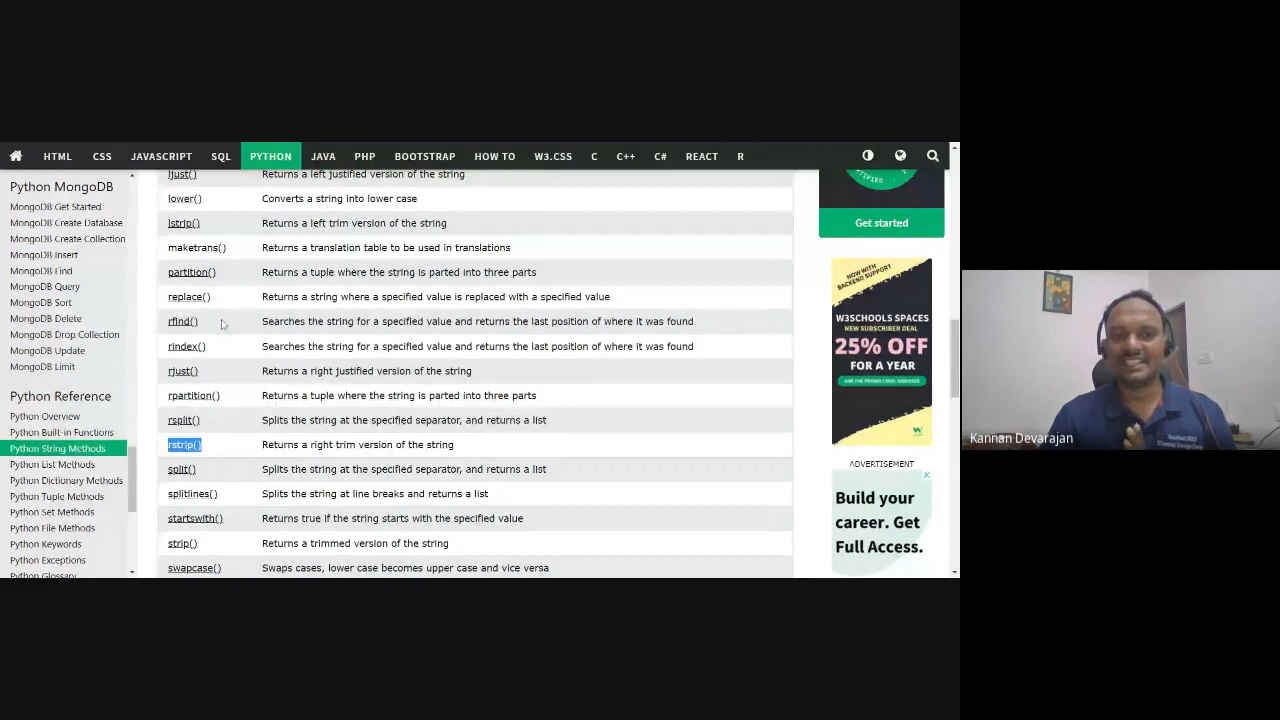 HTML CSS JAVASCRIPT SQL PYTHON JAVA PHP BOOTSTRAP HOW TO W3.CSS C C++ C# REACT R
Python MongoDB
MongoDB Get Started
MongoDB Create Database
MongoDB Create Collection
MongoDB Insert
MongoDB Find
MongoDB Query
MongoDB Sort
MongoDB Delete
MongoDB Drop Collection
MongoDB Update
MongoDB Limit
Python Reference
Python Overview
Python Built-in Functions
Python String Methods
Python List Methods
Python Dictionary Methods
Python Tuple Methods
Python Set Methods
Python File Methods
Python Keywords
Python Exceptions
Python Glossary
ljust() Returns a left justified version of the string
lower() Converts a string into lower case
lstrip() Returns a left trim version of the string
maketrans() Returns a translation table to be used in translations
partition() Returns a tuple where the string is parted into three parts
replace() Returns a string where a specified value is replaced with a specified value
rfind() Searches the string for a specified value and returns the last position of where it was found
rindex() Searches the string for a specified value and returns the last position of where it was found
rjust() Returns a right justified version of the string
rpartition() Returns a tuple where the string is parted into three parts
rsplit() Splits the string at the specified separator, and returns a list
rstrip() Returns a right trim version of the string
split() Splits the string at the specified separator, and returns a list
splitlines() Splits the string at line breaks and returns a list
startswith() Returns true if the string starts with the specified value
strip() Returns a trimmed version of the string
swapcase() Swaps cases, lower case becomes upper case and vice versa
Get started
NOW WITH
BACKEND SUPPORT
W3SCHOOLS SPACES
NEW SUBSCRIBER DEAL
25% OFF
FOR A YEAR
ADVERTISEMENT
Build your
career. Get
Full Access.
Kannan Devarajan